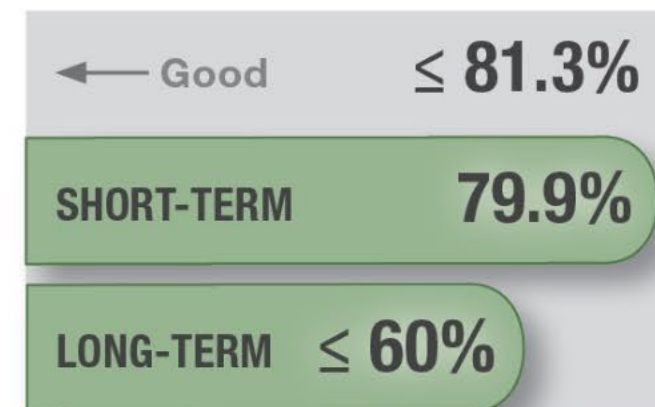 Good ≤ 81.3%
SHORT-TERM 79.9%
LONG-TERM ≤ 60%